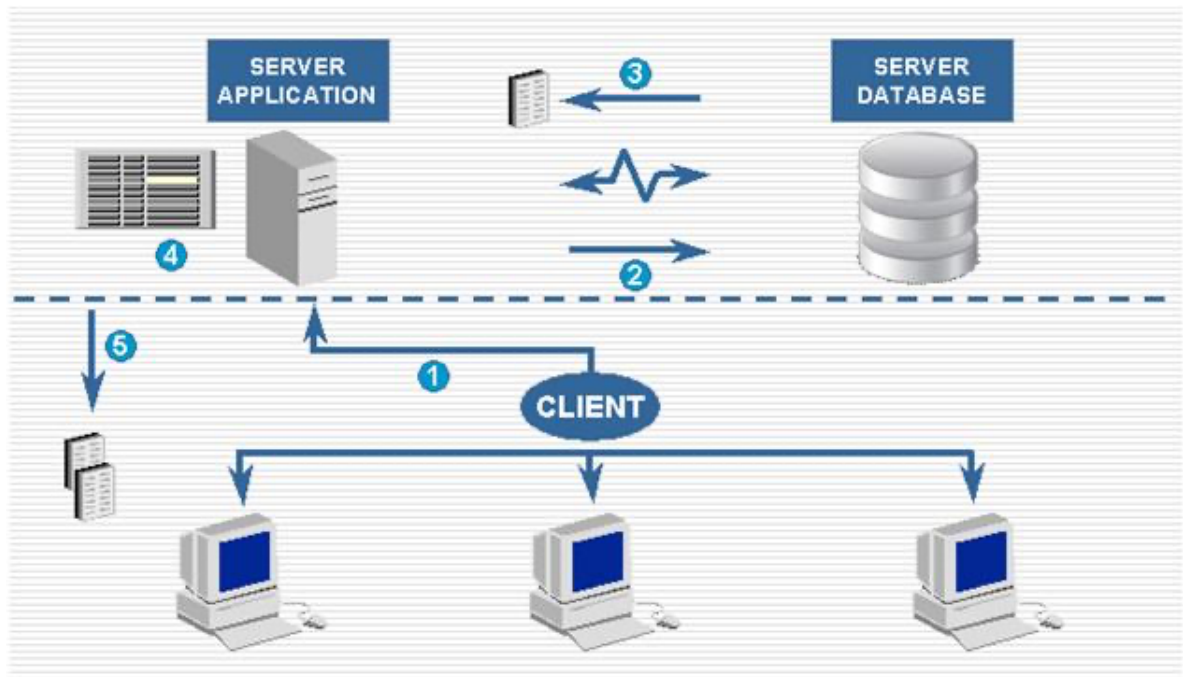 SERVER
APPLICATION
3
SERVER
DATABASE
4
2
5
1
CLIENT